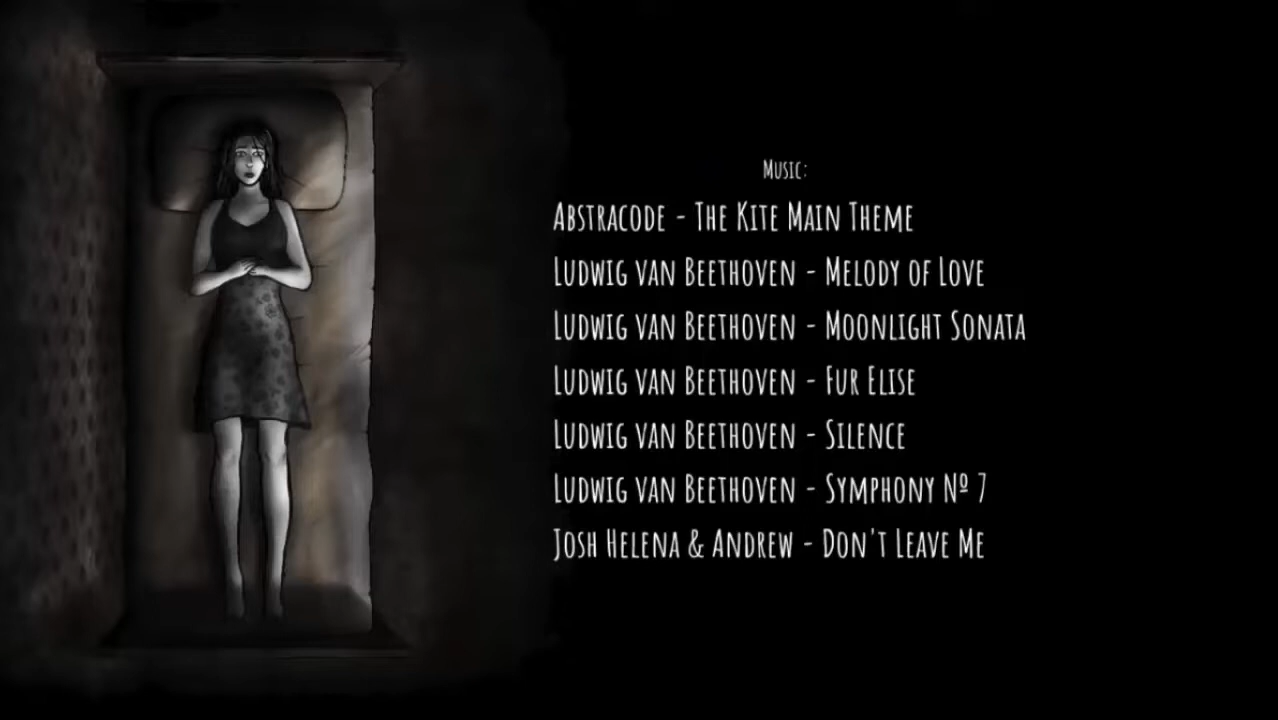 Music:
Abstracode - The Kite Main Theme
Ludwig van Beethoven - Melody of Love
Ludwig van Beethoven - Moonlight Sonata
Ludwig van Beethoven - Fur Elise
Ludwig van Beethoven - Silence
Ludwig van Beethoven - Symphony Nº 7
Josh Helena & Andrew - Don't Leave Me